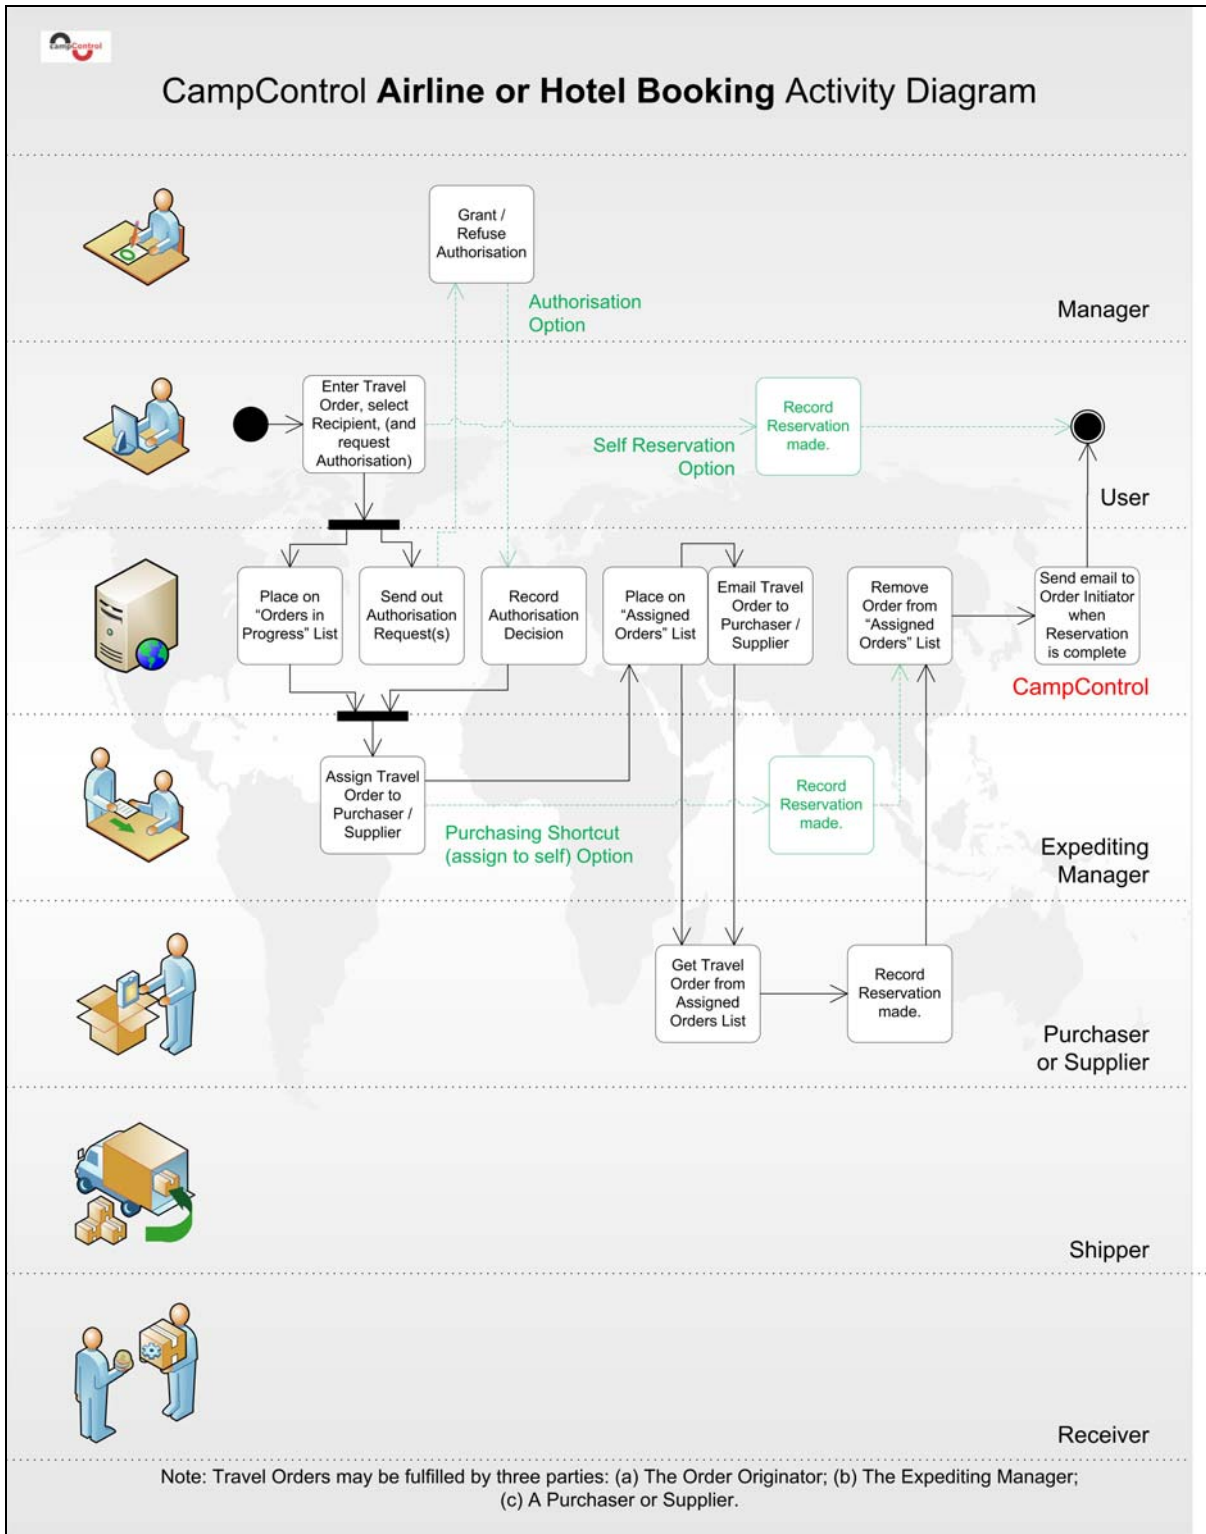 campControl
CampControl Airline or Hotel Booking Activity Diagram
Grant /
Refuse
Authorisation
Authorisation
Option
Manager
Enter Travel
Order, select
Recipient, (and
request
Authorisation)
Record
Reservation
made.
Self Reservation
Option
User
Place on
“Orders in
Progress” List
Send out
Authorisation
Request(s)
Record
Authorisation
Decision
Place on
“Assigned
Orders” List
Email Travel
Order to
Purchaser /
Supplier
Remove
Order from
“Assigned
Orders” List
Send email to
Order Initiator
when
Reservation
is complete
CampControl
Assign Travel
Order to
Purchaser /
Supplier
Purchasing Shortcut
(assign to self) Option
Record
Reservation
made.
Expediting
Manager
Get Travel
Order from
Assigned
Orders List
Record
Reservation
made.
Purchaser
or Supplier
Shipper
Receiver
Note: Travel Orders may be fulfilled by three parties: (a) The Order Originator; (b) The Expediting Manager;
(c) A Purchaser or Supplier.